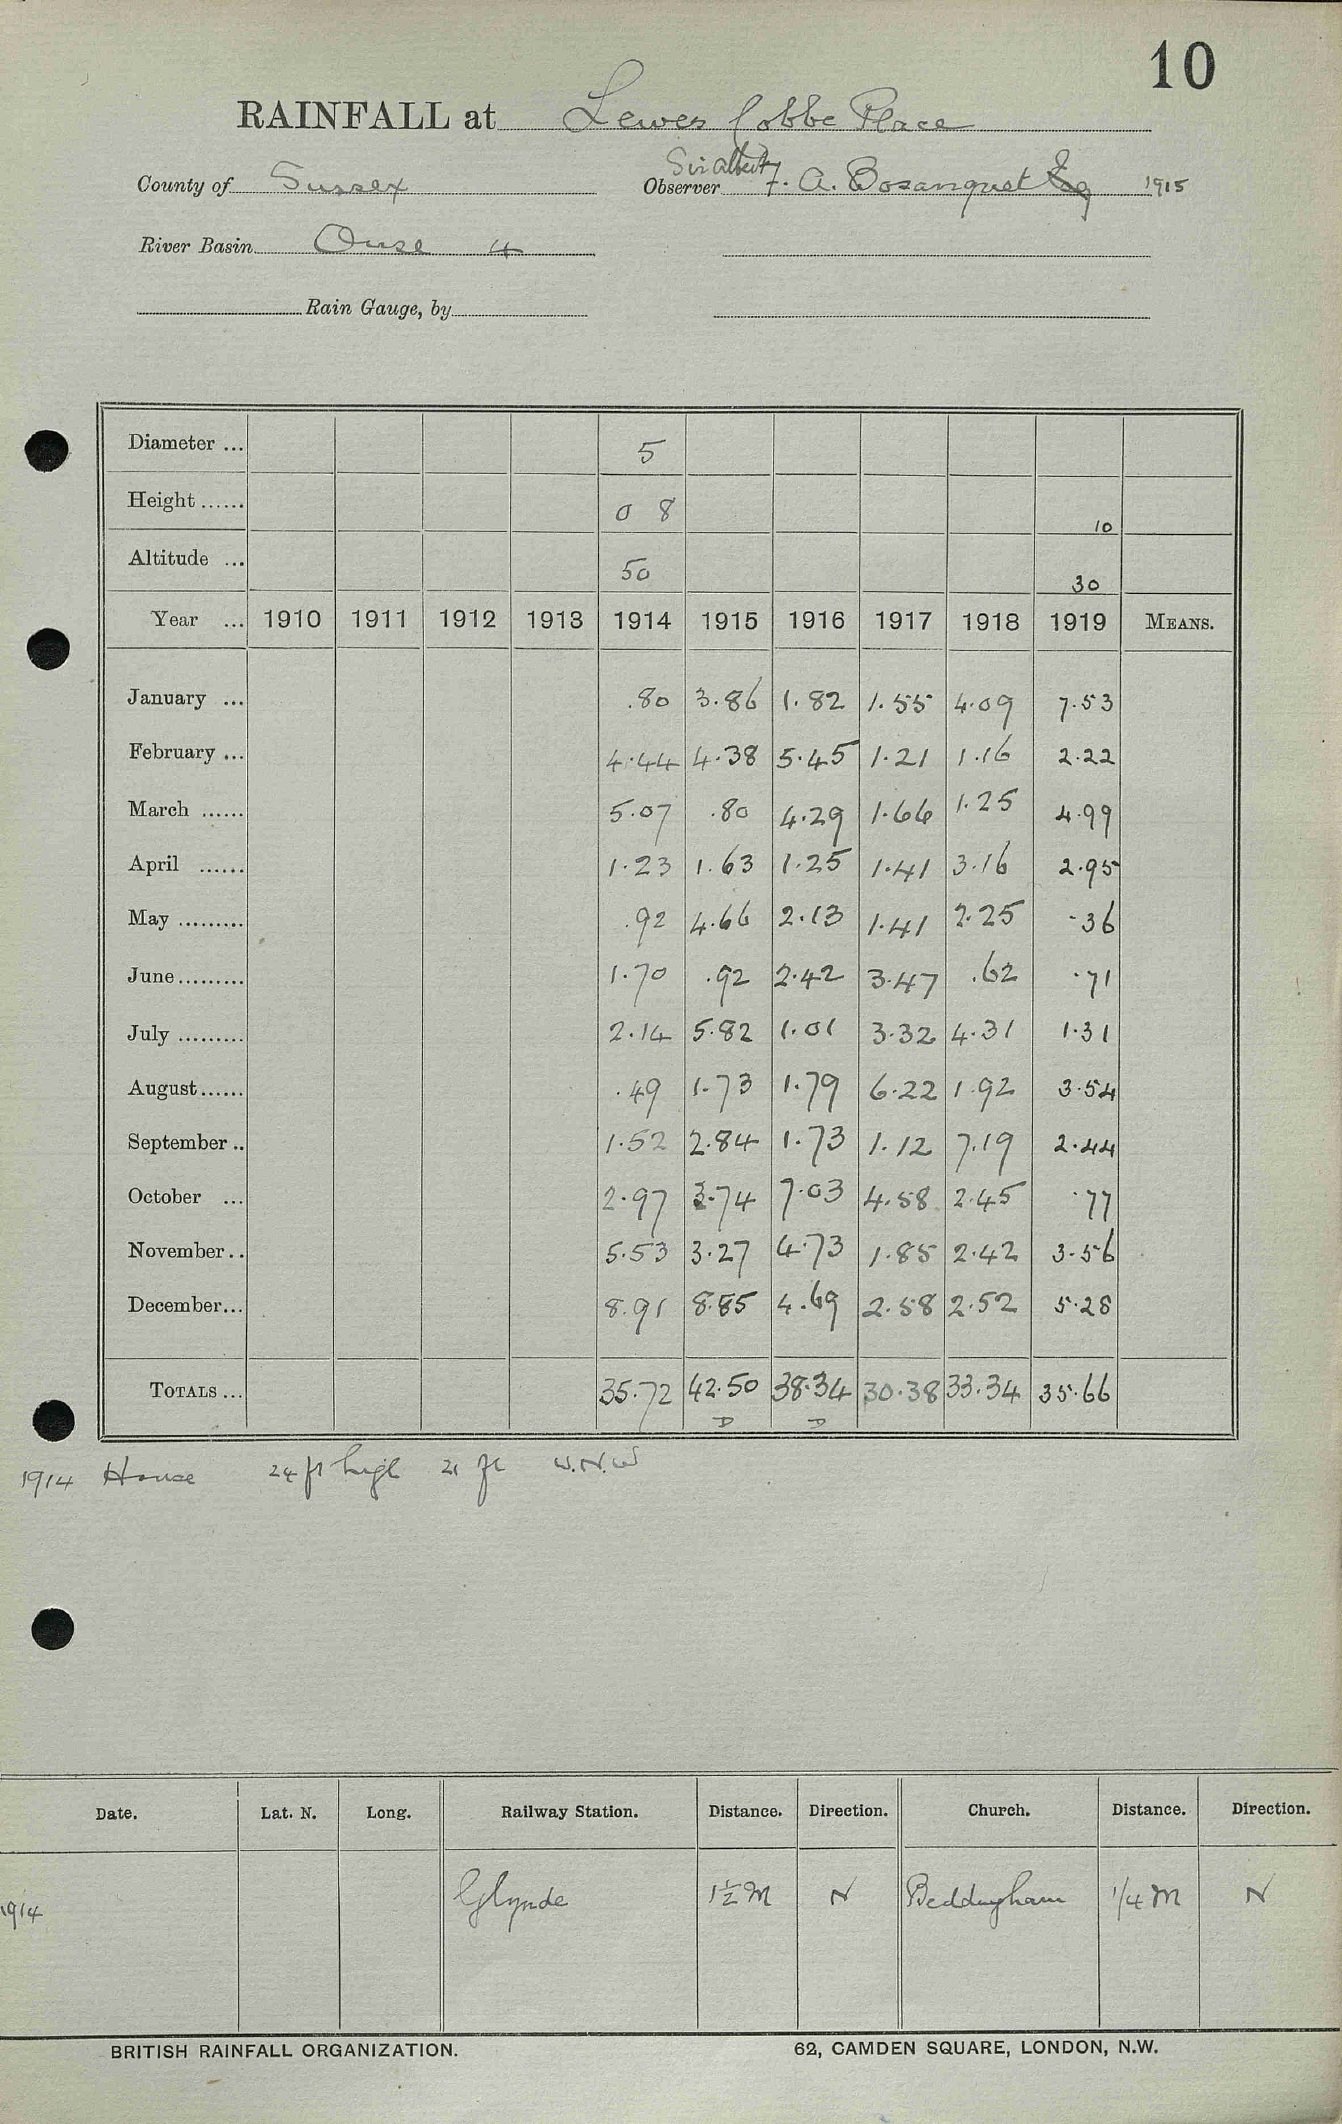 10
RAINFALL at Lewes Cobbe Place
Sir Albert
County of Sussex Observer F. A. Bosanquet Esq 1915
River Basin Ouse 4
Rain Gauge, by
Diameter ... 5
Height ...... 0 8 10
Altitude ... 50 30
Year ... 1910 1911 1912 1913 1914 1915 1916 1917 1918 1919 MEANS.
January ... .80 3.86 1.82 1.55 4.09 7.53
February ... 4.44 4.38 5.45 1.21 1.16 2.22
March ...... 5.07 .80 4.29 1.66 1.25 4.99
April ...... 1.23 1.63 1.25 1.41 3.16 2.95
May ......... .92 4.66 2.13 1.41 2.25 .36
June ......... 1.70 .92 2.42 3.47 .62 .71
July ......... 2.14 5.82 1.01 3.32 4.31 1.31
August ...... .49 1.73 1.79 6.22 1.92 3.54
September .. 1.52 2.84 1.73 1.12 7.19 2.44
October ... 2.97 3.74 7.03 4.58 2.45 .77
November .. 5.53 3.27 4.73 1.85 2.42 3.56
December ... 8.91 8.85 4.69 2.58 2.52 5.28
TOTALS ... 35.72 42.50 38.34 30.38 33.34 35.66
D D
1914 House 24 ft high 21 ft W.N.W
Date. Lat. N. Long. Railway Station. Distance. Direction. Church. Distance. Direction.
1914 Glynde 1½ M N Beddingham 1/4 M N
BRITISH RAINFALL ORGANIZATION. 62, CAMDEN SQUARE, LONDON, N.W.